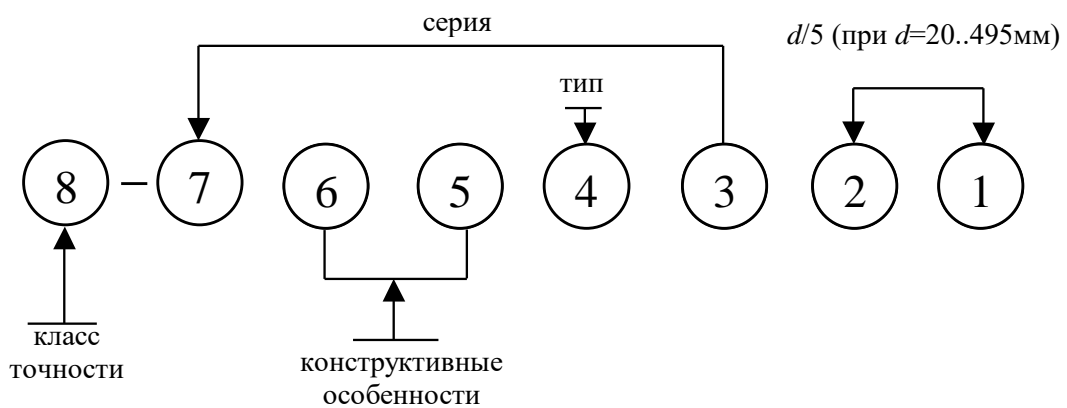 серия
d/5 (при d=20..495мм)
тип
8 – 7 6 5 4 3 2 1
класс
точности
конструктивные
особенности